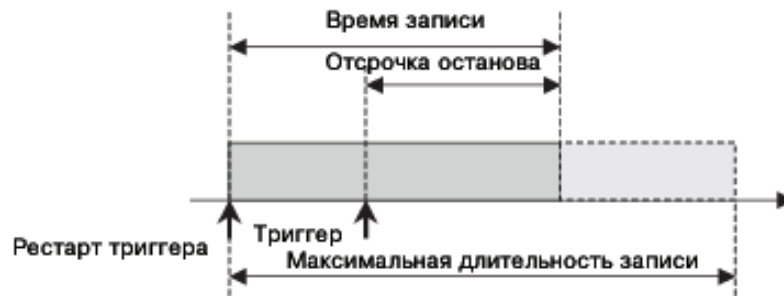 Время записи
Отсрочка останова
Рестарт триггера
Триггер
Максимальная длительность записи